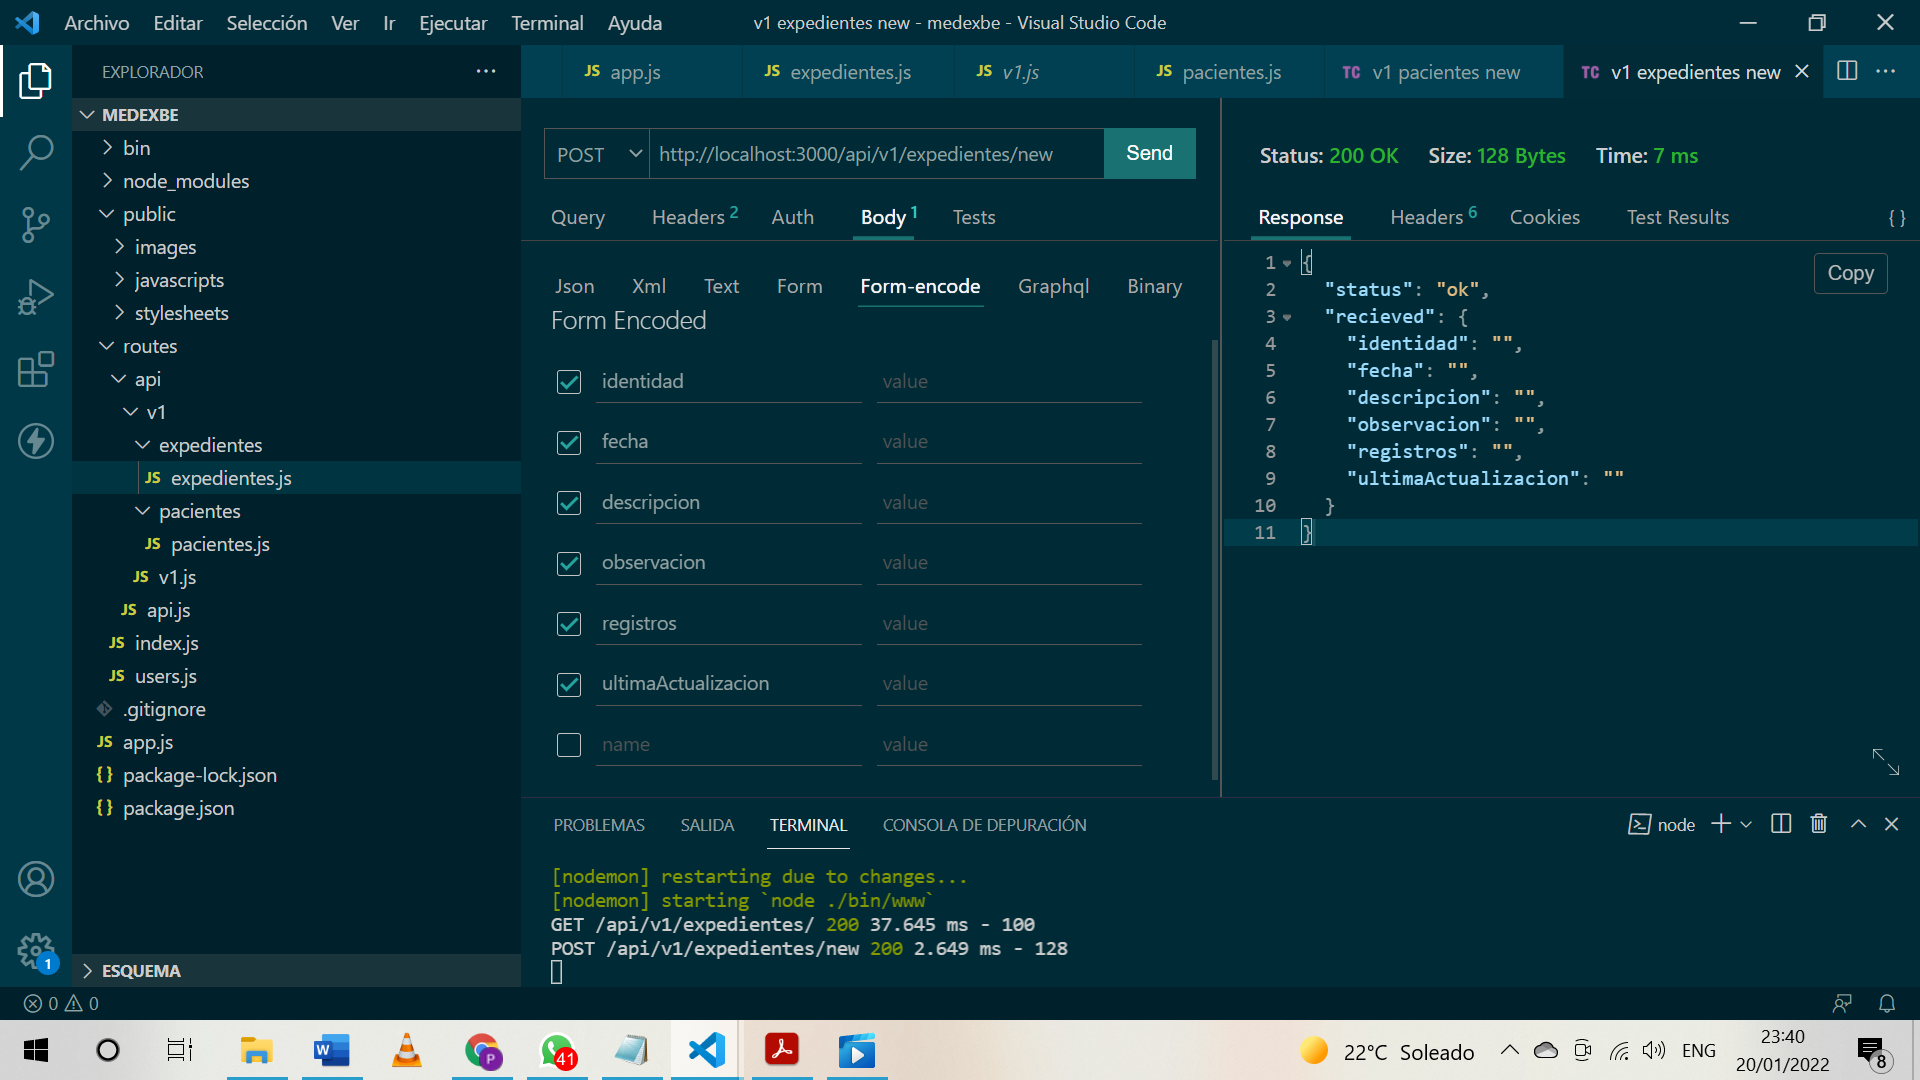 Archivo Editar Selección Ver Ir Ejecutar Terminal Ayuda
v1 expedientes new - medexbe - Visual Studio Code
EXPLORADOR
MEDEXBE
bin
node_modules
public
images
javascripts
stylesheets
routes
api
v1
expedientes
JS expedientes.js
pacientes
JS pacientes.js
JS v1.js
JS api.js
JS index.js
JS users.js
.gitignore
JS app.js
{} package-lock.json
{} package.json
ESQUEMA
1
JS app.js
JS expedientes.js
JS v1.js
JS pacientes.js
TC v1 pacientes new
TC v1 expedientes new
POST http://localhost:3000/api/v1/expedientes/new Send
Query Headers 2 Auth Body 1 Tests
Json Xml Text Form Form-encode Graphql Binary
Form Encoded
identidad value
fecha value
descripcion value
observacion value
registros value
ultimaActualizacion value
name value
Status: 200 OK Size: 128 Bytes Time: 7 ms
Response Headers 6 Cookies Test Results { }
Copy
1 {
2 "status": "ok",
3 "recieved": {
4 "identidad": "",
5 "fecha": "",
6 "descripcion": "",
7 "observacion": "",
8 "registros": "",
9 "ultimaActualizacion": ""
10 }
11 }
PROBLEMAS SALIDA TERMINAL CONSOLA DE DEPURACIÓN
node
[nodemon] restarting due to changes...
[nodemon] starting `node ./bin/www`
GET /api/v1/expedientes/ 200 37.645 ms - 100
POST /api/v1/expedientes/new 200 2.649 ms - 128
0 0
W
P
41
22°C Soleado
ENG
23:40
20/01/2022
8